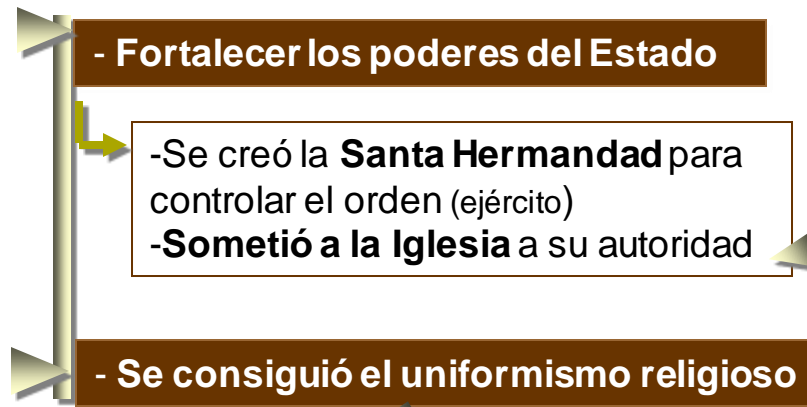 - Fortalecer los poderes del Estado
-Se creó la Santa Hermandad para
controlar el orden (ejército)
-Sometió a la Iglesia a su autoridad
- Se consiguió el uniformismo religioso